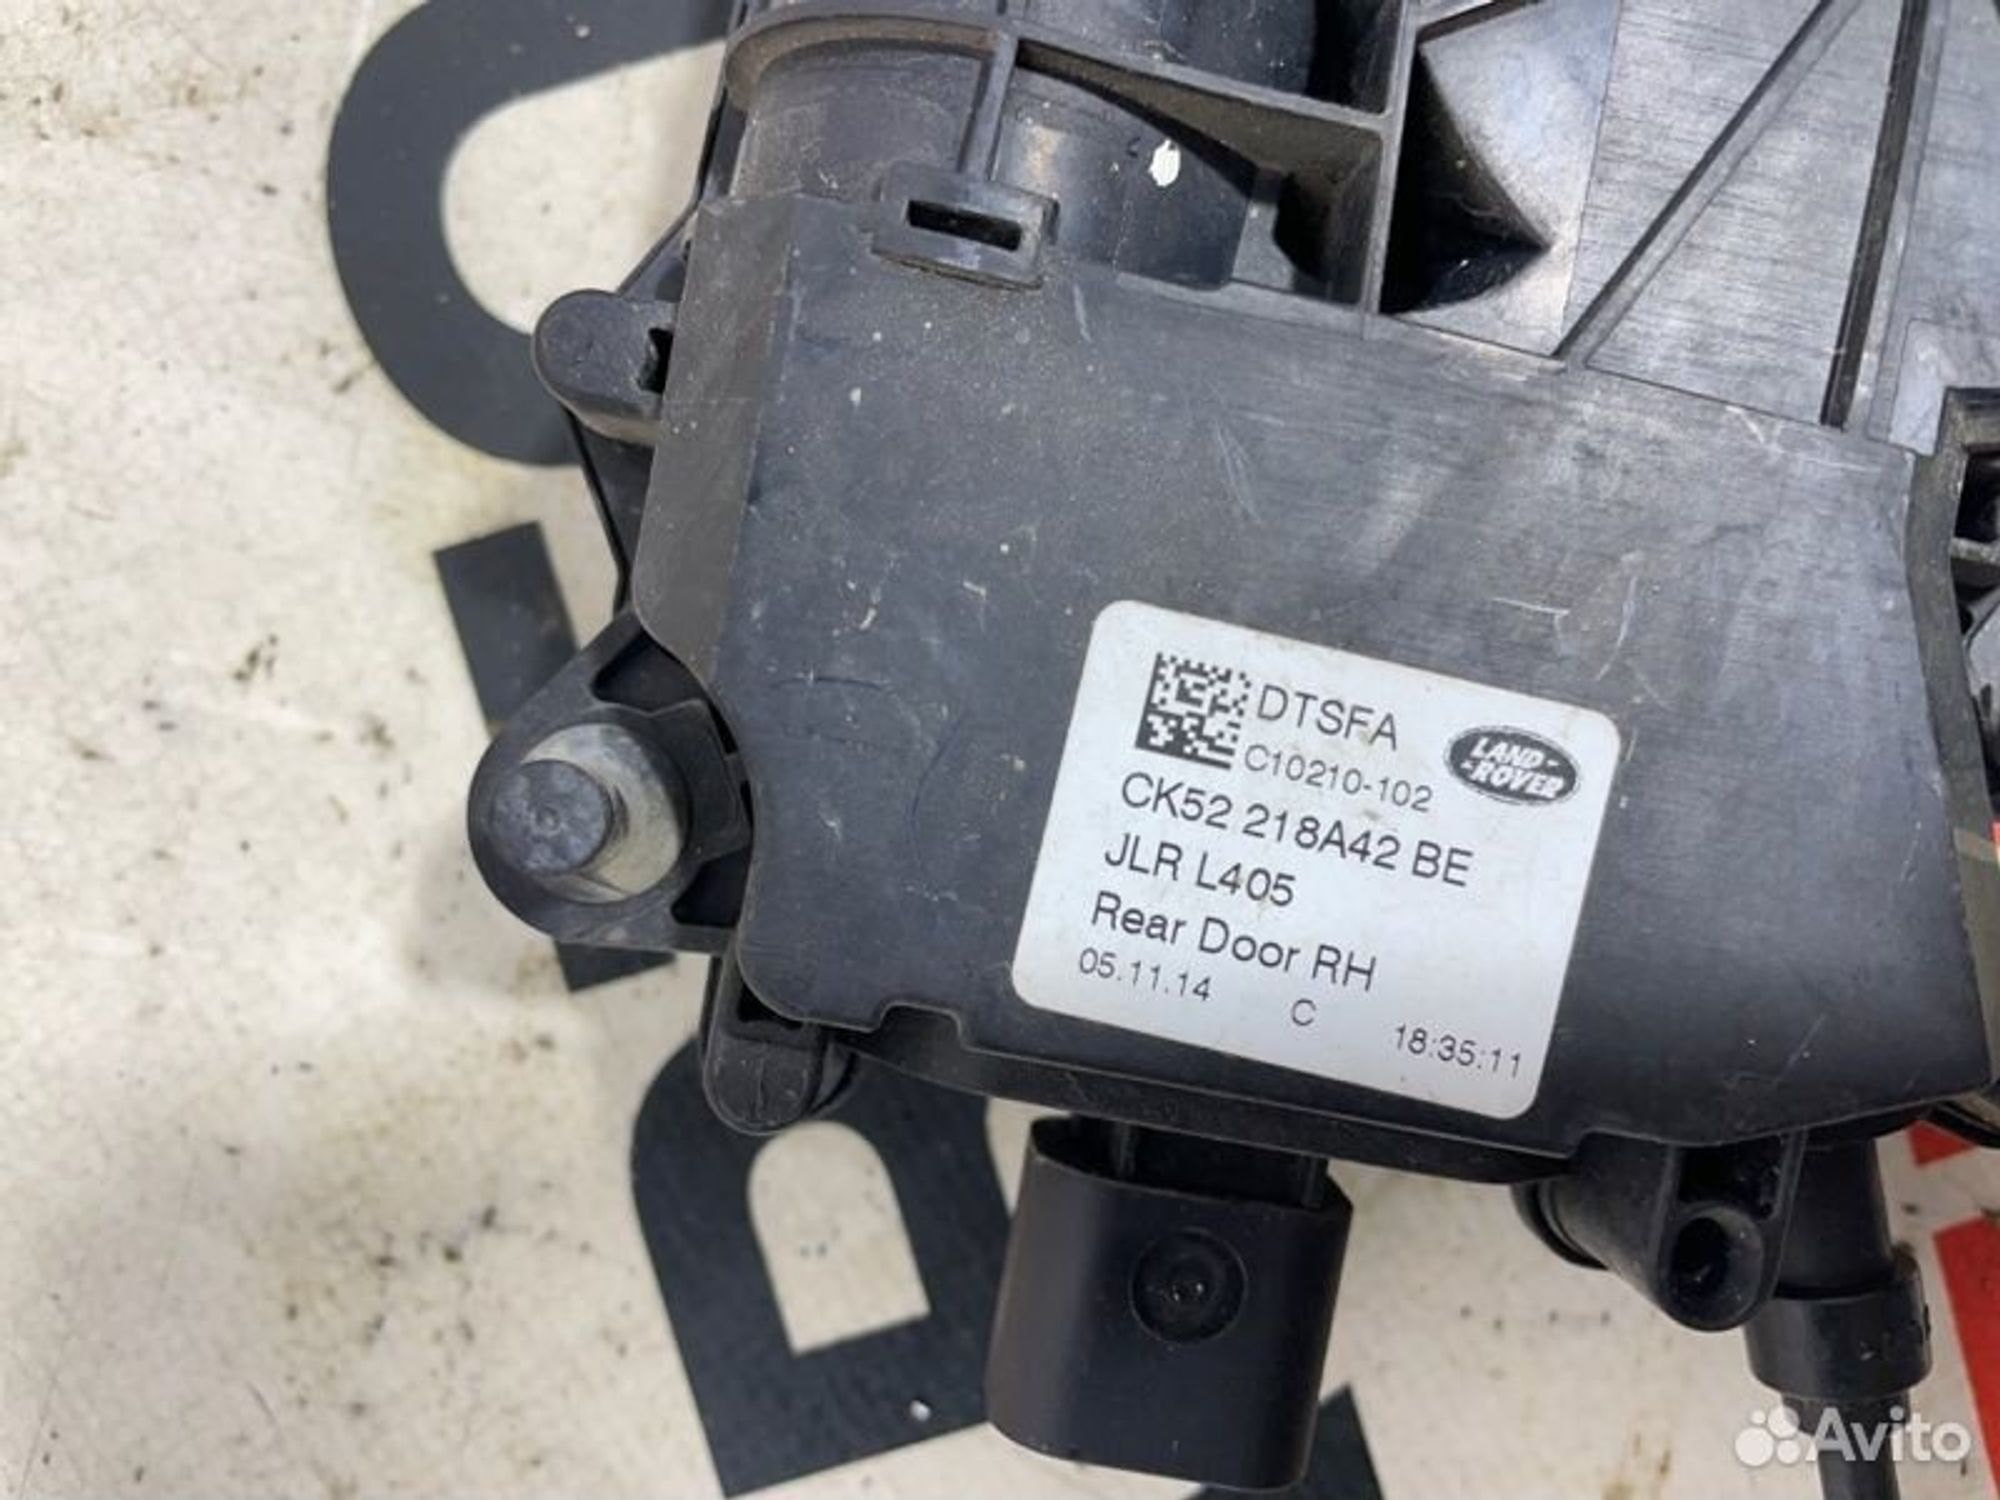 DTSFA
LAND-
-ROVER
C10210-102
CK52 218A42 BE
JLR L405
Rear Door RH
05.11.14 C 18:35:11
Avito